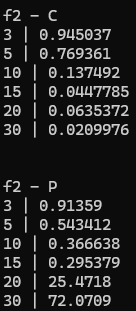 f2 - C
3 | 0.945037
5 | 0.769361
10 | 0.137492
15 | 0.0447785
20 | 0.0635372
30 | 0.0209976
f2 - P
3 | 0.91359
5 | 0.543412
10 | 0.366638
15 | 0.295379
20 | 25.4718
30 | 72.0709